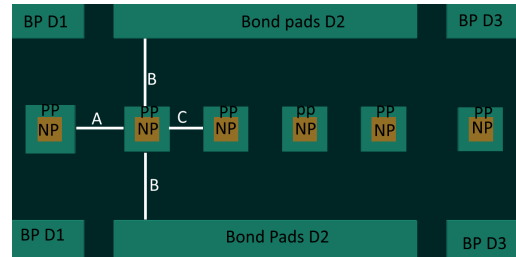 BP D1
Bond pads D2
BP D3
B
PP
NP
A
PP
NP
C
PP
NP
pp
NP
PP
NP
PP
NP
B
BP D1
Bond Pads D2
BP D3